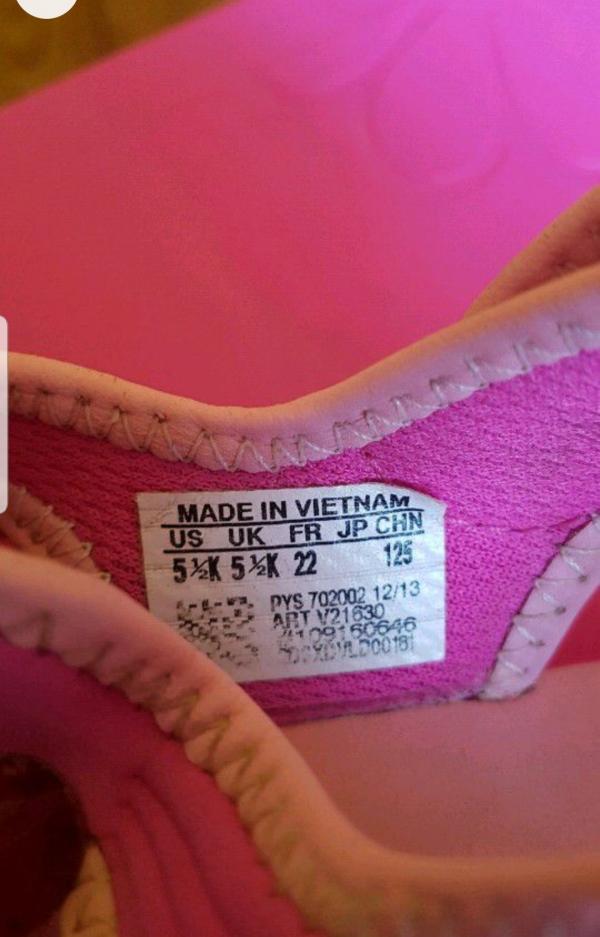 MADE IN VIETNAM
US UK FR JP CHN
5½K 5½K 22 125
PYS 702002 12/13
ART V21630